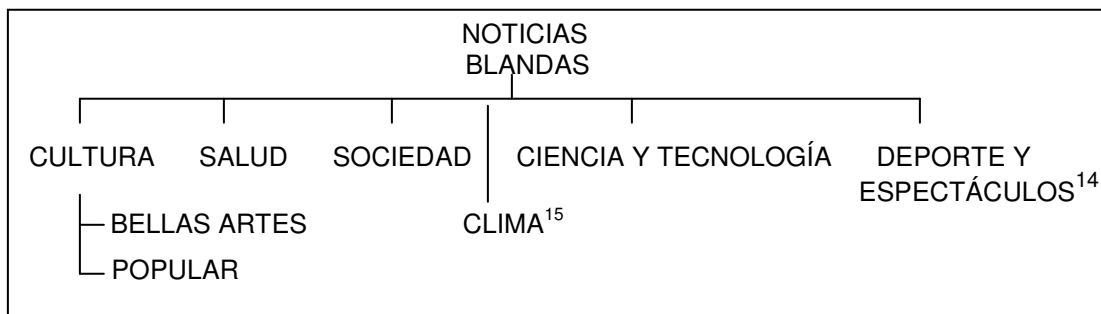 NOTICIAS
BLANDAS
CULTURA
SALUD
SOCIEDAD
CIENCIA Y TECNOLOGÍA
DEPORTE Y
ESPECTÁCULOS14
BELLAS ARTES
CLIMA15
POPULAR